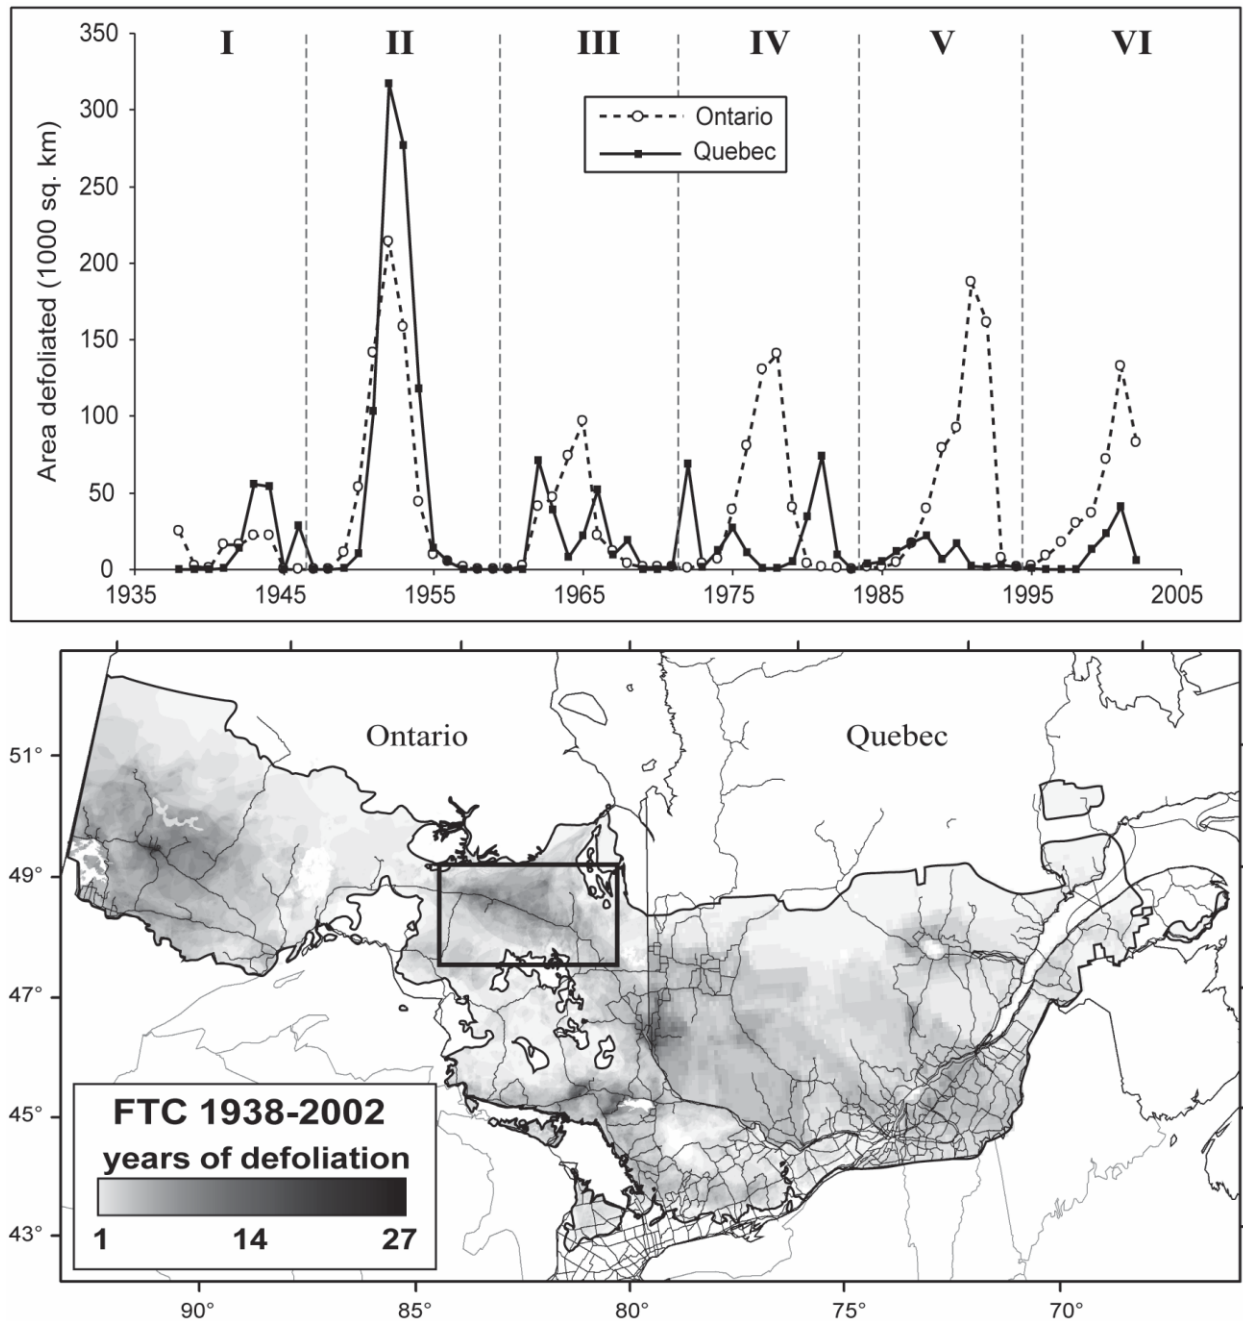 I II III IV V VI
350
300
250
200
150
100
50
0
Area defoliated (1000 sq. km)
Ontario
Quebec
1935 1945 1955 1965 1975 1985 1995 2005
Ontario Quebec
51°
49°
47°
45°
43°
FTC 1938-2002
years of defoliation
1 14 27
90° 85° 80° 75° 70°